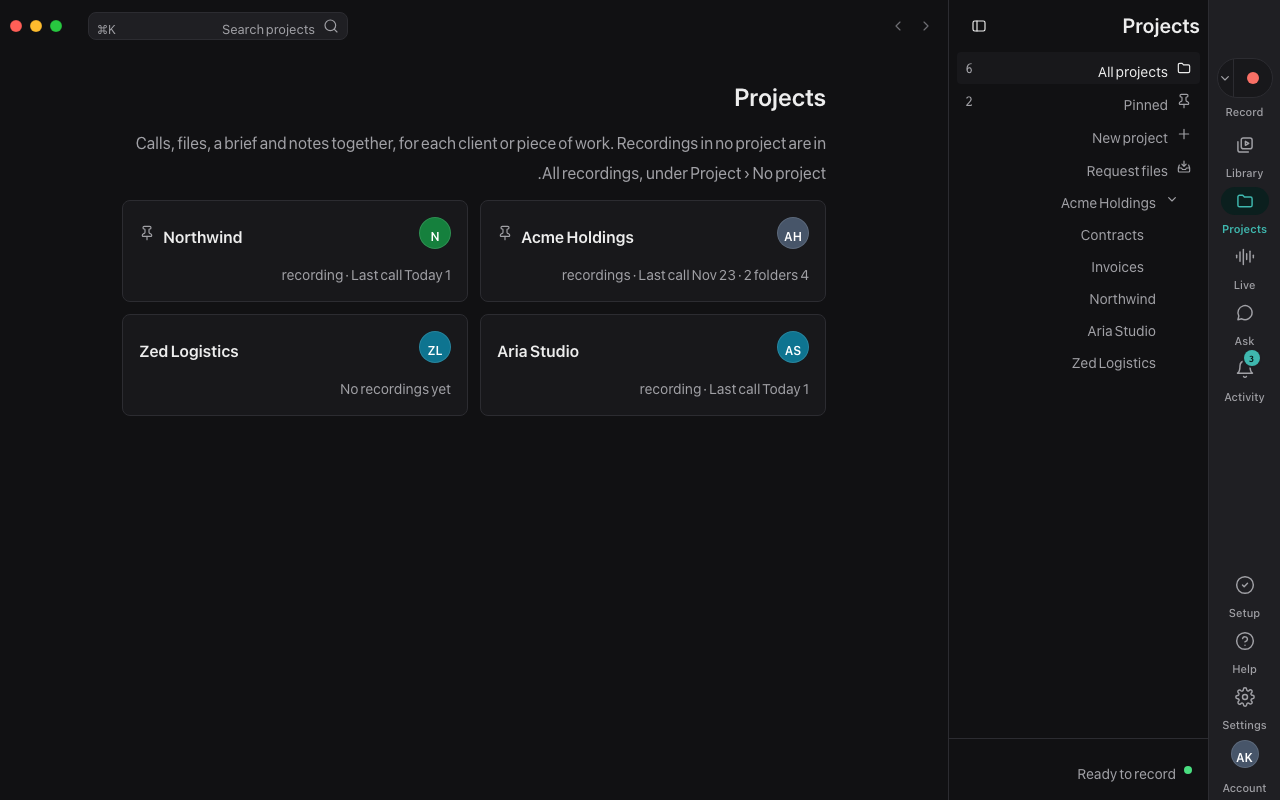 ⌘K
Search projects
Projects
Calls, files, a brief and notes together, for each client or piece of work. Recordings in no project are in
.All recordings, under Project › No project
Northwind
N
recording · Last call Today 1
Acme Holdings
AH
recordings · Last call Nov 23 · 2 folders 4
Zed Logistics
ZL
No recordings yet
Aria Studio
AS
recording · Last call Today 1
Projects
6
All projects
2
Pinned
New project
Request files
Acme Holdings
Contracts
Invoices
Northwind
Aria Studio
Zed Logistics
Ready to record
Record
Library
Projects
Live
Ask
3
Activity
Setup
Help
Settings
AK
Account